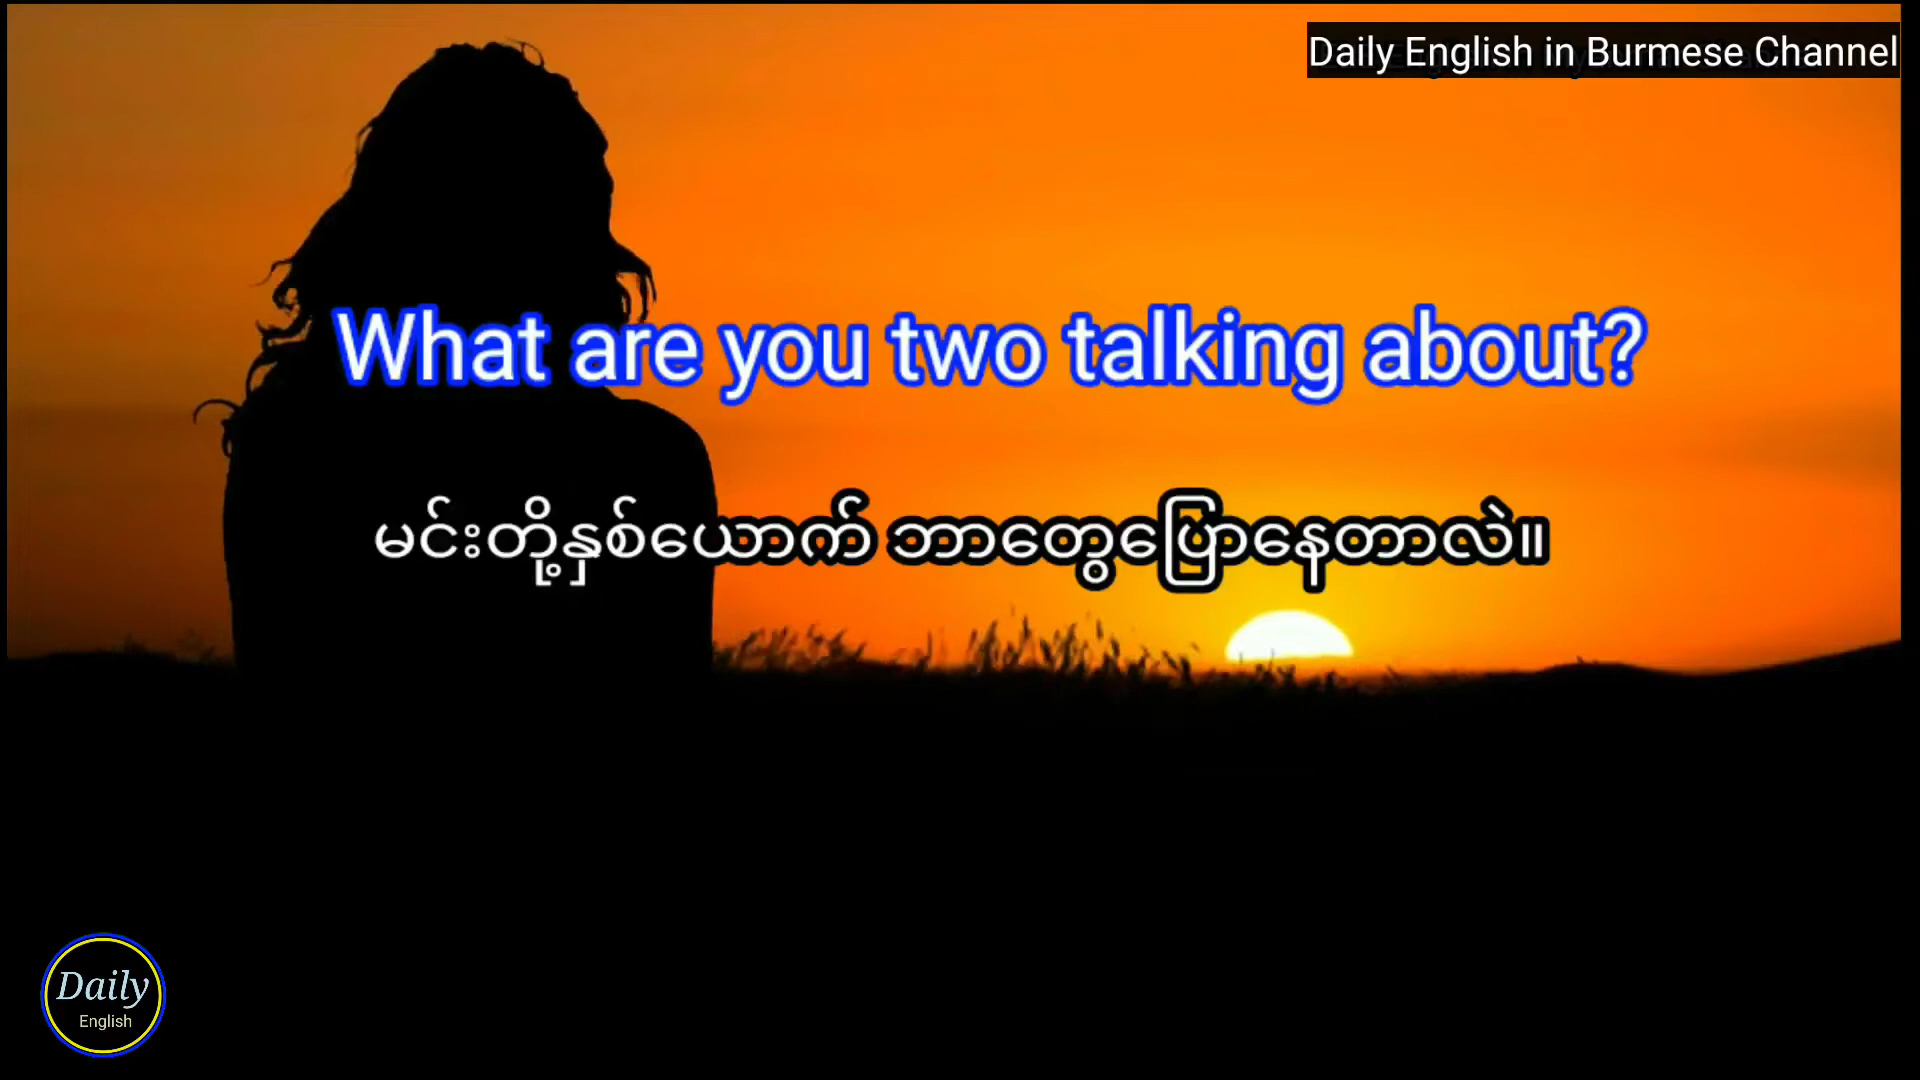 Daily English in Burmese Channel
What are you two talking about?
မင်းတို့နှစ်ယောက် ဘာတွေပြောနေတာလဲ။
Daily
English